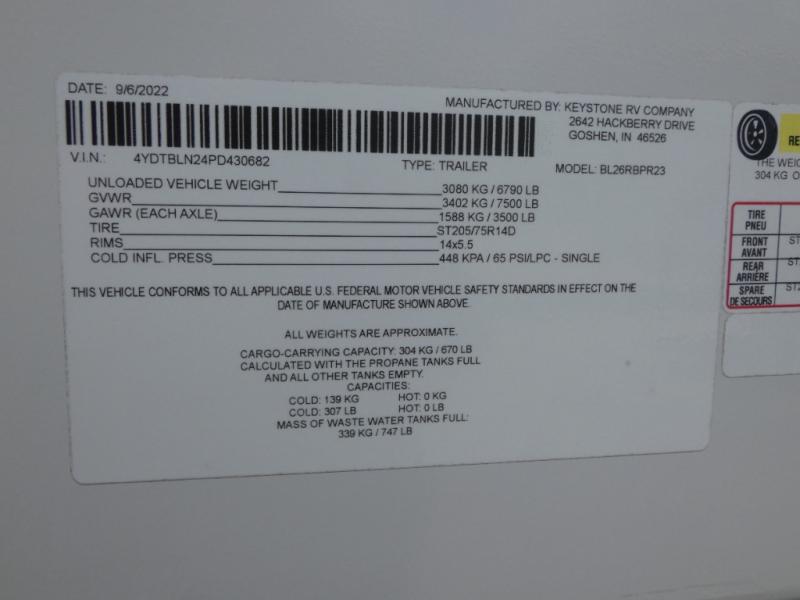 DATE: 9/6/2022
MANUFACTURED BY: KEYSTONE RV COMPANY
2642 HACKBERRY DRIVE
GOSHEN, IN 46526
V.I.N.: 4YDTBLN24PD430682
TYPE: TRAILER
MODEL: BL26RBPR23
UNLOADED VEHICLE WEIGHT 3080 KG / 6790 LB
GVWR 3402 KG / 7500 LB
GAWR (EACH AXLE) 1588 KG / 3500 LB
TIRE ST205/75R14D
RIMS 14x5.5
COLD INFL. PRESS 448 KPA / 65 PSI/LPC - SINGLE
THIS VEHICLE CONFORMS TO ALL APPLICABLE U.S. FEDERAL MOTOR VEHICLE SAFETY STANDARDS IN EFFECT ON THE
DATE OF MANUFACTURE SHOWN ABOVE.
ALL WEIGHTS ARE APPROXIMATE.
CARGO-CARRYING CAPACITY: 304 KG / 670 LB
CALCULATED WITH THE PROPANE TANKS FULL
AND ALL OTHER TANKS EMPTY.
CAPACITIES:
COLD: 139 KG HOT: 0 KG
COLD: 307 LB HOT: 0 LB
MASS OF WASTE WATER TANKS FULL:
339 KG / 747 LB
THE
304 KG
TIRE
PNEU
FRONT
AVANT
REAR
ARRIÈRE
SPARE
DE SECOURS